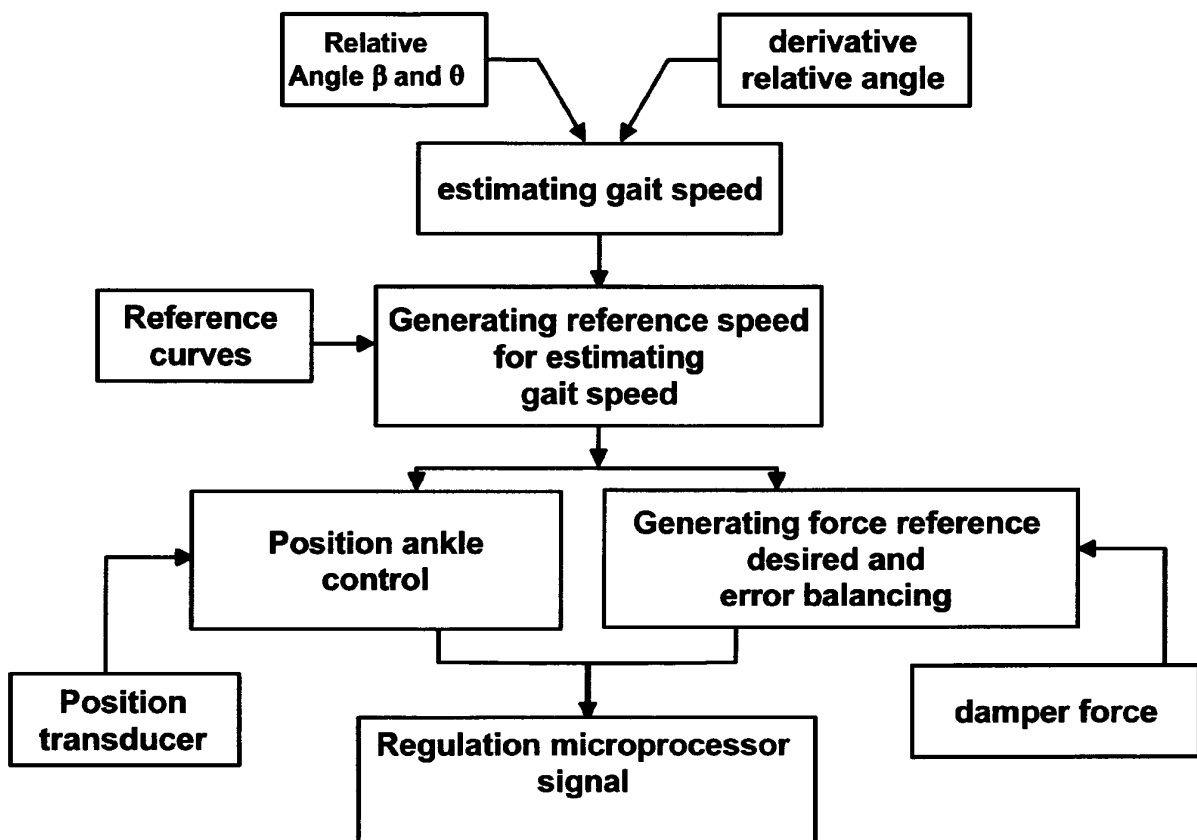 Relative
Angle β and θ
derivative
relative angle
estimating gait speed
Reference
curves
Generating reference speed
for estimating
gait speed
Position ankle
control
Generating force reference
desired and
error balancing
Position
transducer
damper force
Regulation microprocessor
signal